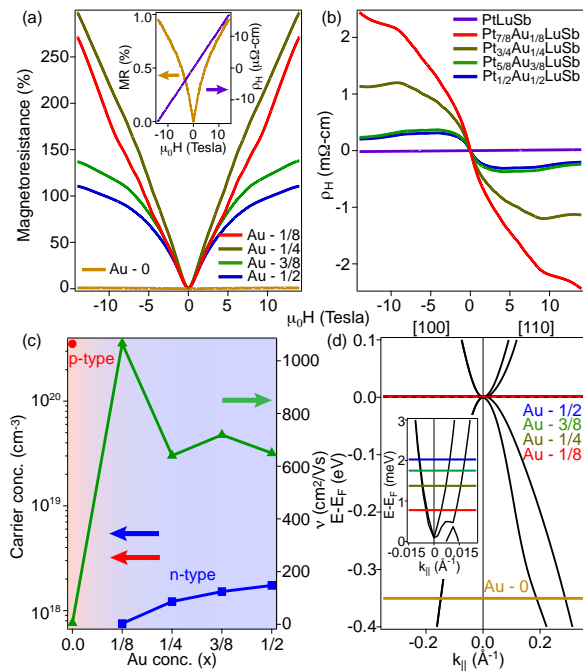 (a)
Magnetoresistance (%)
250
200
150
100
50
0
-10
-5
0
5
10
MR (%)
1.0
0.5
0.0
10
0
-10
ρH (μΩ-cm)
-10
0
10
μ0H (Tesla)
Au - 0
Au - 1/8
Au - 1/4
Au - 3/8
Au - 1/2
(b)
ρH (mΩ-cm)
2
1
0
-1
-2
-10
-5
0
5
10
PtLuSb
Pt7/8Au1/8LuSb
Pt3/4Au1/4LuSb
Pt5/8Au3/8LuSb
Pt1/2Au1/2LuSb
μ0H (Tesla)
(c)
p-type
n-type
Carrier conc. (cm-3)
10^20
10^19
10^18
0.0
1/8
1/4
3/8
1/2
Au conc. (x)
1000
800
600
400
200
0
ν (cm2/Vs)
[100]
[110]
(d)
E-EF (eV)
0.1
0.0
-0.1
-0.2
-0.3
-0.4
Au - 1/2
Au - 3/8
Au - 1/4
Au - 1/8
E-EF (meV)
3
2
1
0
-0.015
0
0.015
k|| (Å-1)
Au - 0
-0.2
0.0
0.2
k|| (Å-1)